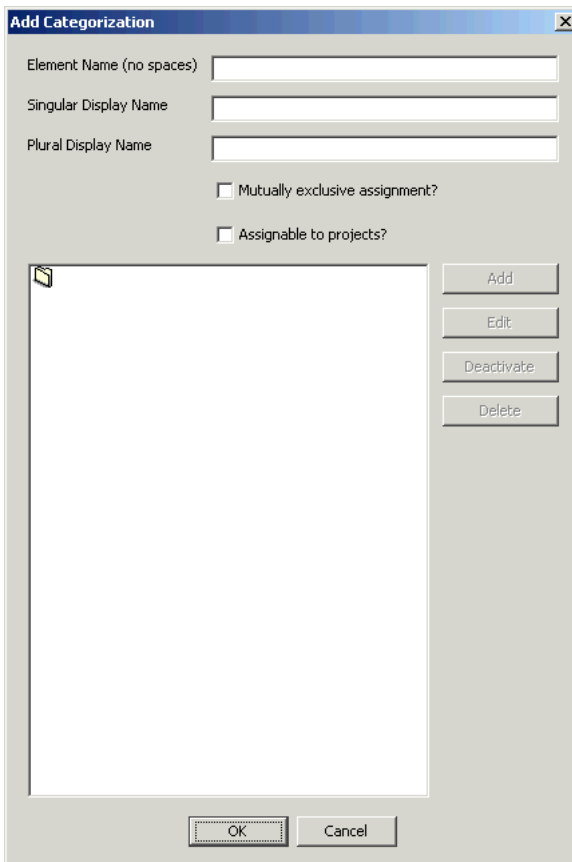 Add Categorization
Element Name (no spaces)
Singular Display Name
Plural Display Name
Mutually exclusive assignment?
Assignable to projects?
Add
Edit
Deactivate
Delete
OK
Cancel